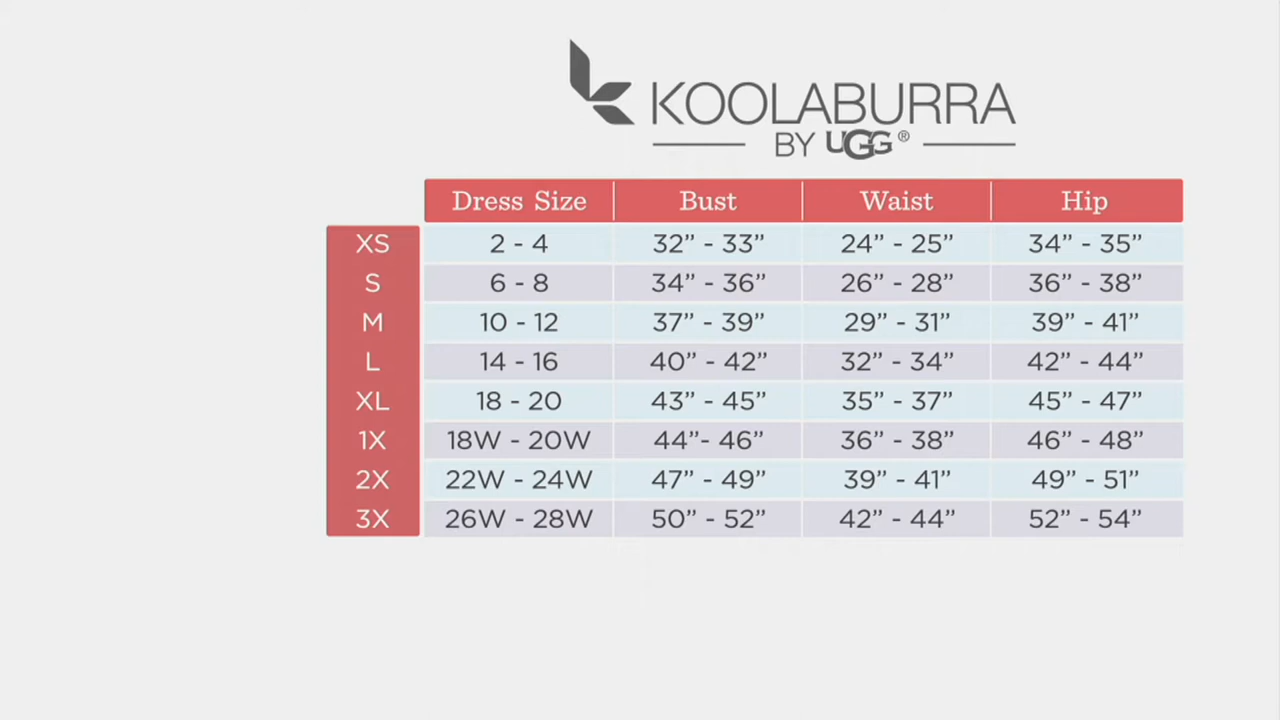 KOOLABURRA
BY UGG®
Dress Size Bust Waist Hip
XS 2 - 4 32” - 33” 24” - 25” 34” - 35”
S 6 - 8 34” - 36” 26” - 28” 36” - 38”
M 10 - 12 37” - 39” 29” - 31” 39” - 41”
L 14 - 16 40” - 42” 32” - 34” 42” - 44”
XL 18 - 20 43” - 45” 35” - 37” 45” - 47”
1X 18W - 20W 44”- 46” 36” - 38” 46” - 48”
2X 22W - 24W 47” - 49” 39” - 41” 49” - 51”
3X 26W - 28W 50” - 52” 42” - 44” 52” - 54”